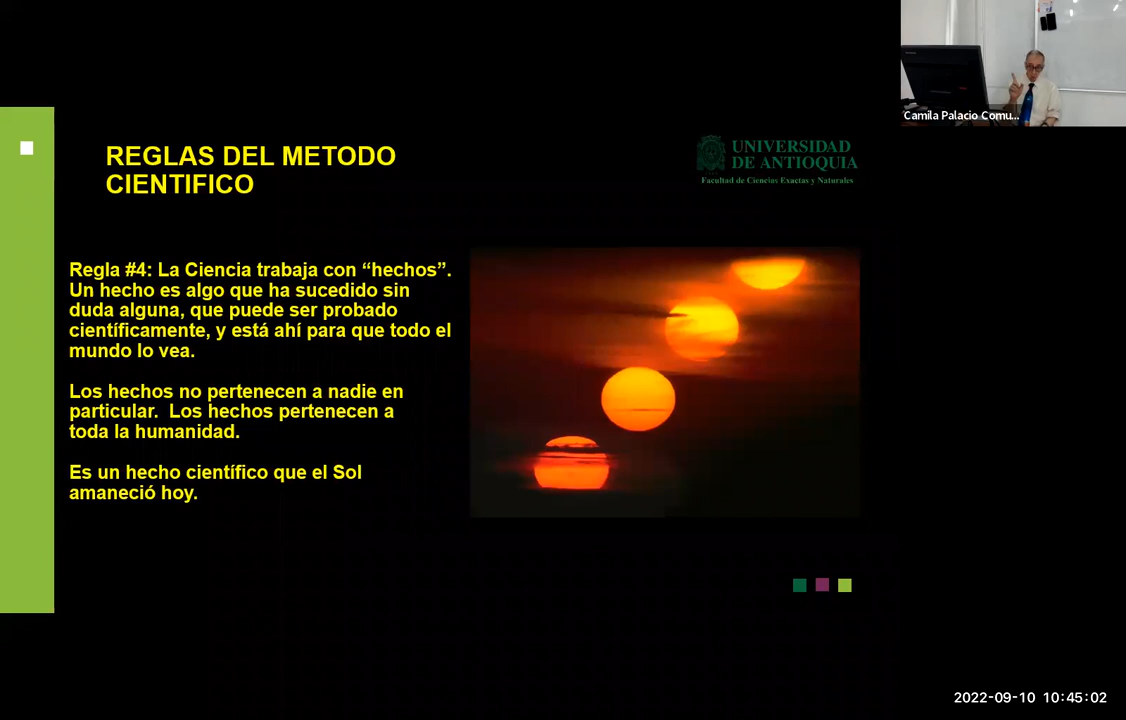 Camila Palacio Comu...
REGLAS DEL METODO
CIENTIFICO
UNIVERSIDAD
DE ANTIOQUIA
Facultad de Ciencias Exactas y Naturales
Regla #4: La Ciencia trabaja con “hechos”.
Un hecho es algo que ha sucedido sin
duda alguna, que puede ser probado
científicamente, y está ahí para que todo el
mundo lo vea.
Los hechos no pertenecen a nadie en
particular.  Los hechos pertenecen a
toda la humanidad.
Es un hecho científico que el Sol
amaneció hoy.
2022-09-10 10:45:02